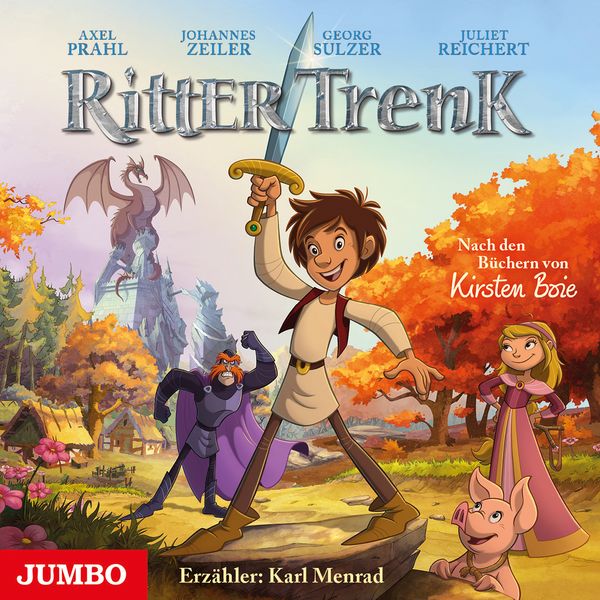 AXEL
PRAHL
JOHANNES
ZEILER
GEORG
SULZER
JULIET
REICHERT
RITTER TRENK
Nach den
Büchern von
Kirsten Boie
JUMBO
Erzähler: Karl Menrad